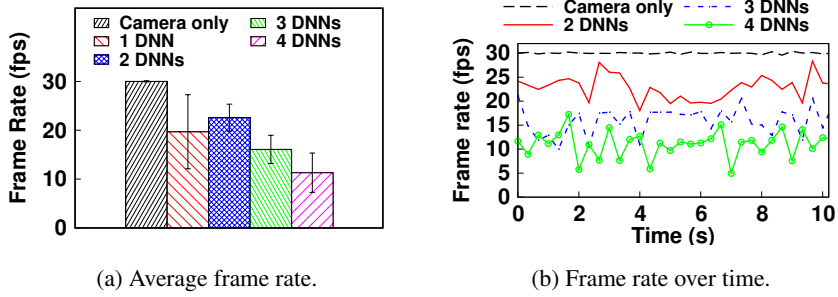 Camera only
1 DNN
2 DNNs
3 DNNs
4 DNNs
Frame Rate (fps)
30
20
10
0
(a) Average frame rate.
Camera only
2 DNNs
3 DNNs
4 DNNs
Frame rate (fps)
30
25
20
15
10
5
0
0 2 4 6 8 10
Time (s)
(b) Frame rate over time.